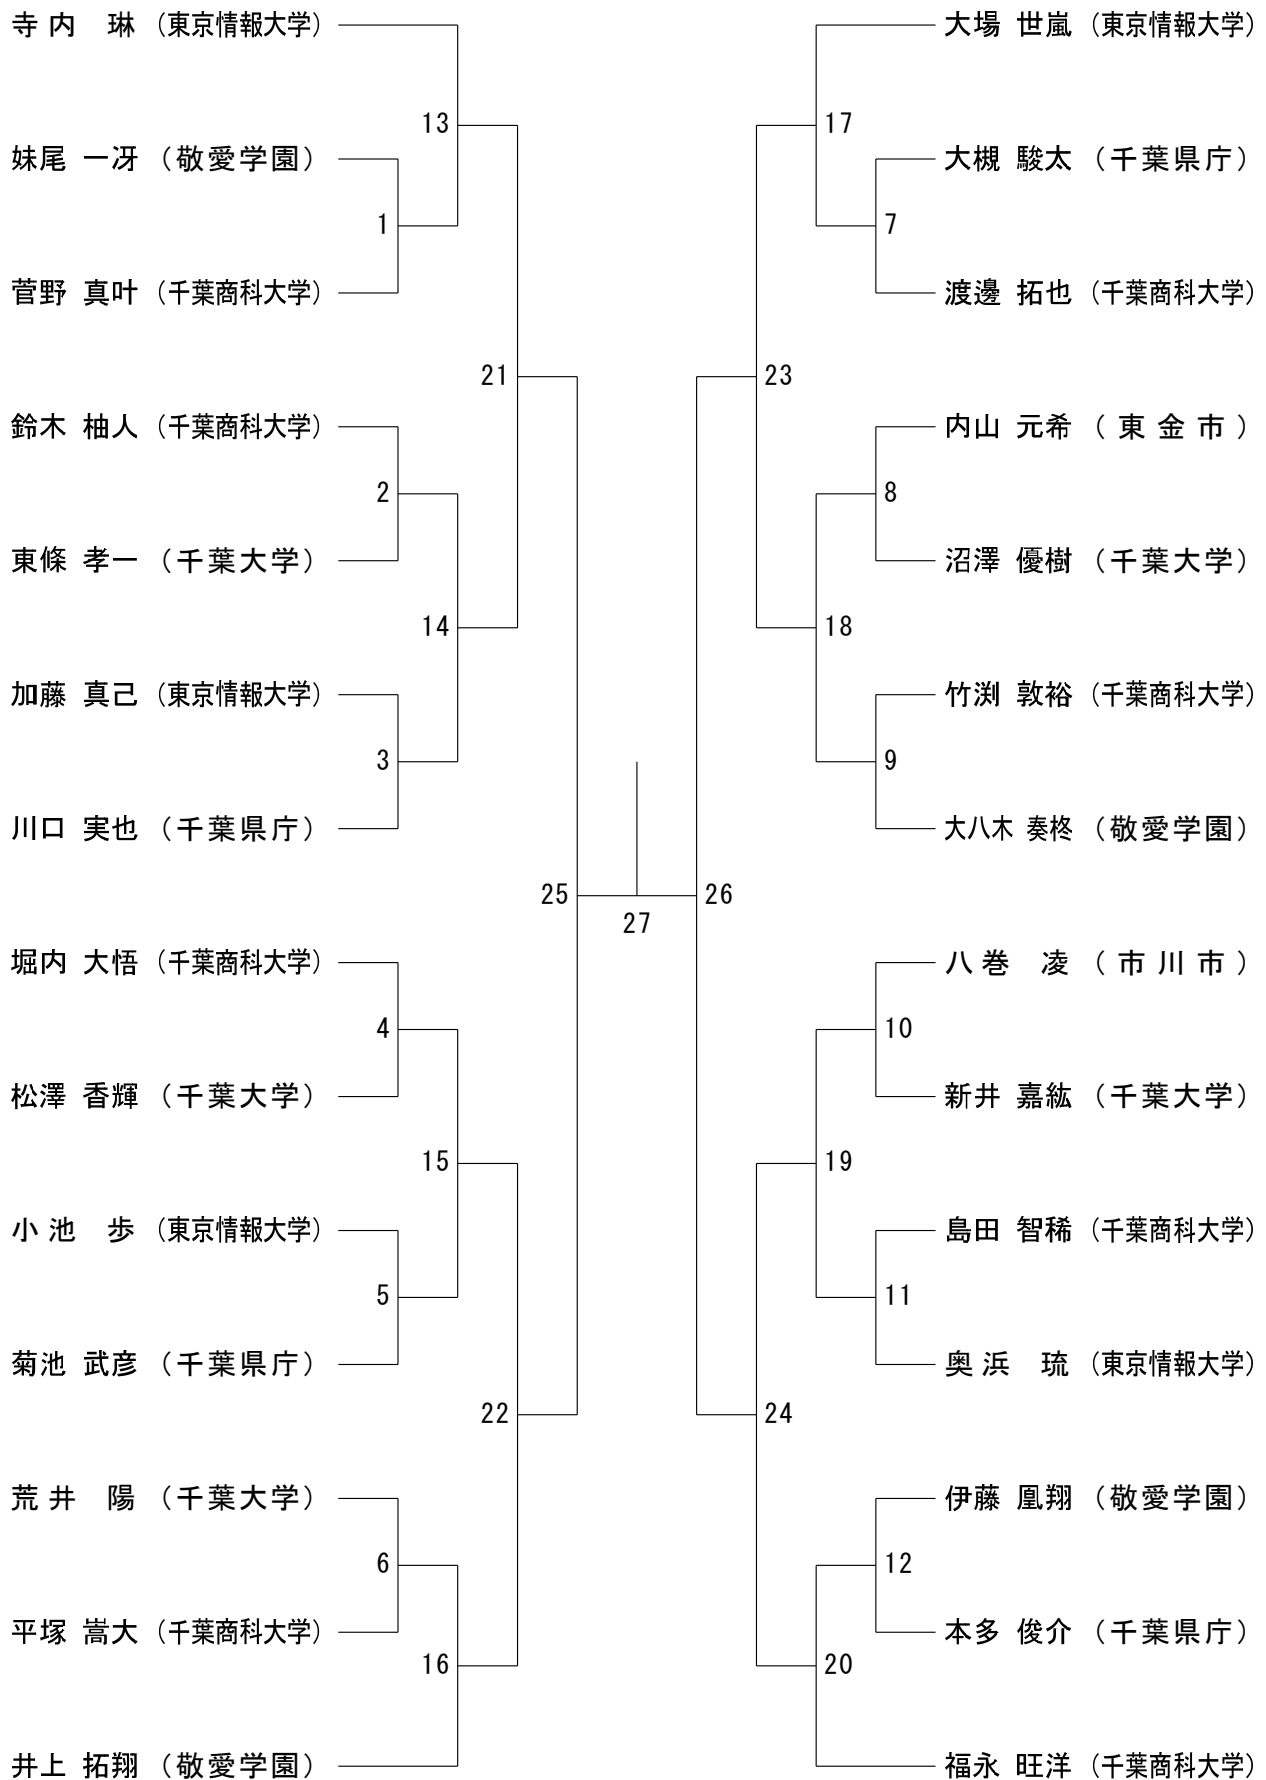 寺内 琳 （東京情報大学）
13
妹尾 一冴 （敬愛学園）
1
菅野 真叶 （千葉商科大学）
21
鈴木 柚人 （千葉商科大学）
2
東條 孝一 （千葉大学）
14
加藤 真己 （東京情報大学）
3
川口 実也 （千葉県庁）
25
堀内 大悟 （千葉商科大学）
4
松澤 香輝 （千葉大学）
15
小池 歩 （東京情報大学）
5
菊池 武彦 （千葉県庁）
22
荒井 陽 （千葉大学）
6
平塚 嵩大 （千葉商科大学）
16
井上 拓翔 （敬愛学園）
27
大場 世嵐 （東京情報大学）
17
大槻 駿太 （千葉県庁）
7
渡邊 拓也 （千葉商科大学）
23
内山 元希 （東金市）
8
沼澤 優樹 （千葉大学）
18
竹渕 敦裕 （千葉商科大学）
9
大八木 奏柊 （敬愛学園）
26
八巻 凌 （市川市）
10
新井 嘉紘 （千葉大学）
19
島田 智稀 （千葉商科大学）
11
奥浜 琉 （東京情報大学）
24
伊藤 凰翔 （敬愛学園）
12
本多 俊介 （千葉県庁）
20
福永 旺洋 （千葉商科大学）